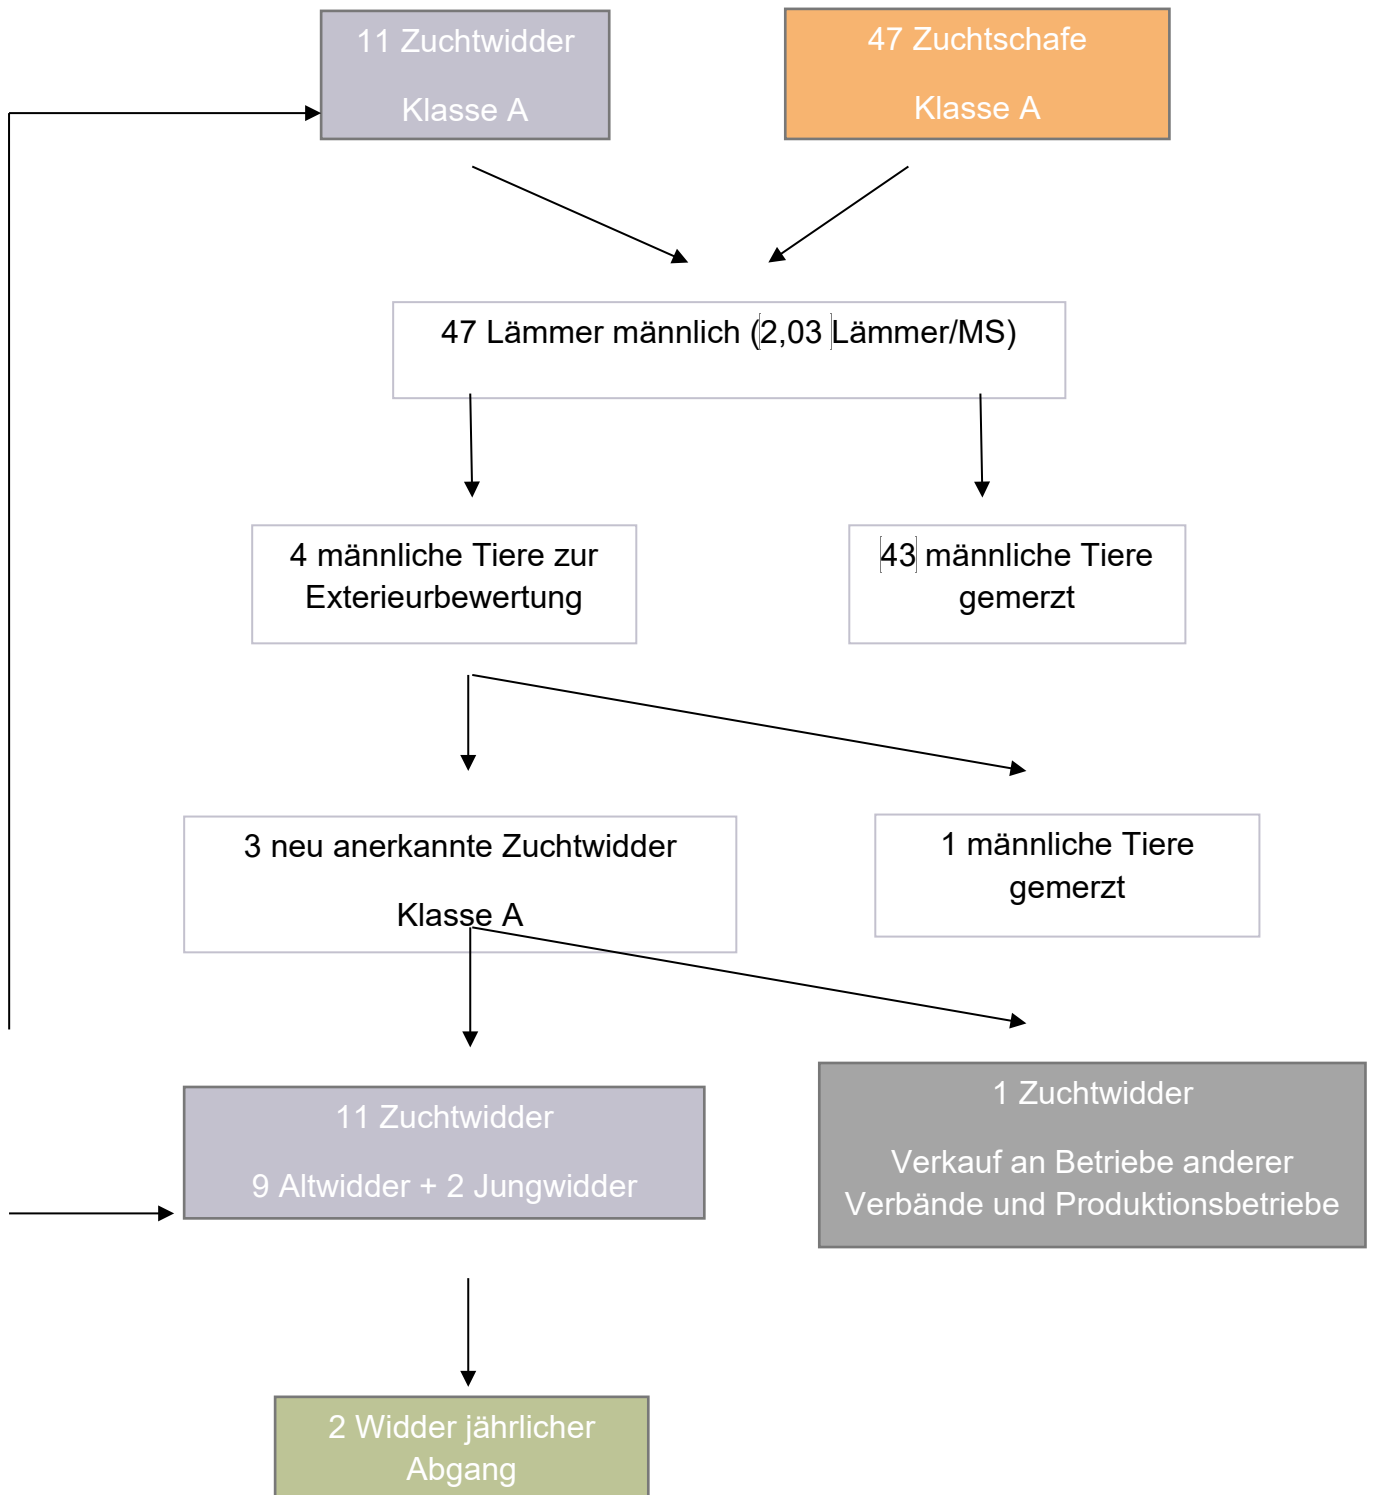 11 Zuchtwidder
Klasse A
47 Zuchtschafe
Klasse A
47 Lämmer männlich (2,03 Lämmer/MS)
4 männliche Tiere zur
Exterieurbewertung
43 männliche Tiere
gemerzt
3 neu anerkannte Zuchtwidder
Klasse A
1 männliche Tiere
gemerzt
11 Zuchtwidder
9 Altwidder + 2 Jungwidder
1 Zuchtwidder
Verkauf an Betriebe anderer
Verbände und Produktionsbetriebe
2 Widder jährlicher
Abgang